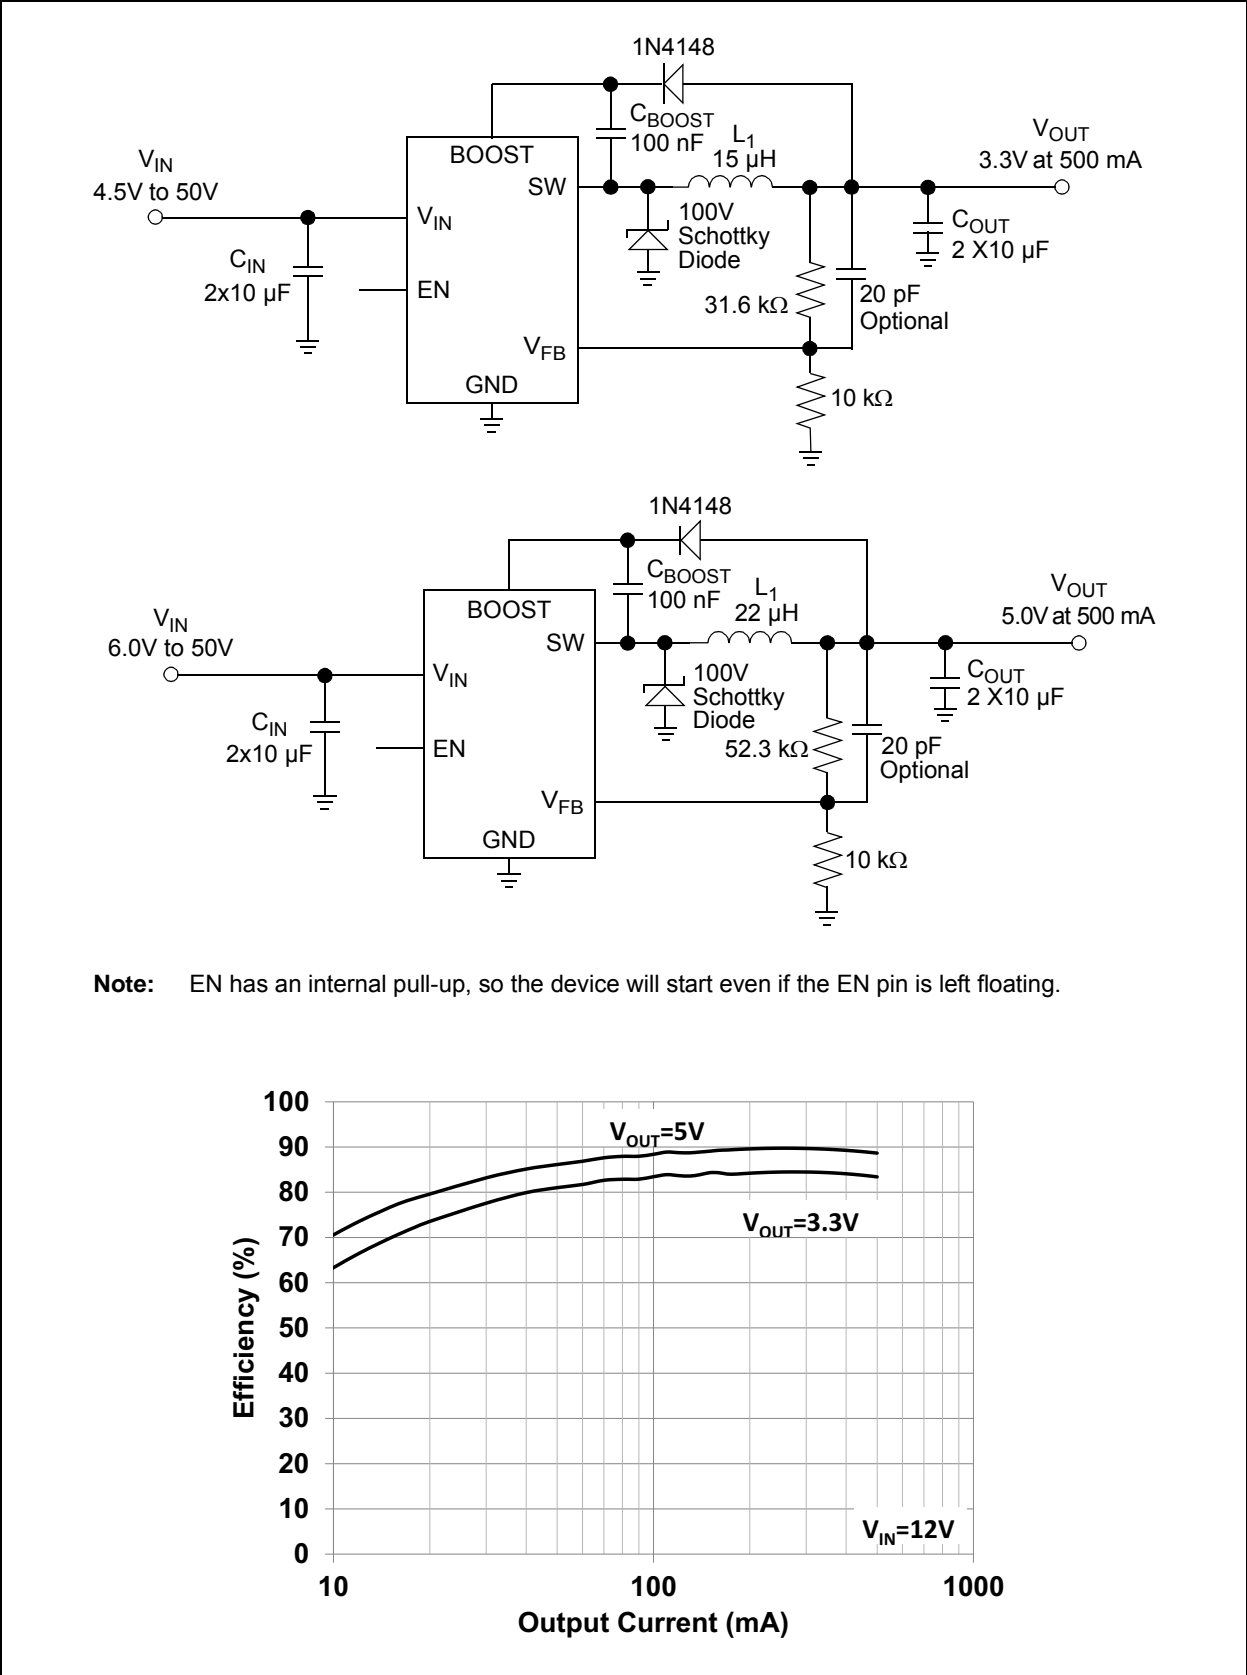 1N4148
CBOOST
100 nF
L1
15 µH
VOUT
3.3V at 500 mA
VIN
4.5V to 50V
BOOST
SW
VIN
100V
Schottky
Diode
COUT
2 X10 µF
CIN
2x10 µF
EN
31.6 kΩ
20 pF
Optional
VFB
GND
10 kΩ
1N4148
CBOOST
100 nF
L1
22 µH
VOUT
5.0V at 500 mA
VIN
6.0V to 50V
BOOST
SW
VIN
100V
Schottky
Diode
COUT
2 X10 µF
CIN
2x10 µF
EN
52.3 kΩ
20 pF
Optional
VFB
GND
10 kΩ
Note: EN has an internal pull-up, so the device will start even if the EN pin is left floating.
100
90
80
70
60
50
40
30
20
10
0
Efficiency (%)
VOUT=5V
VOUT=3.3V
VIN=12V
10 100 1000
Output Current (mA)